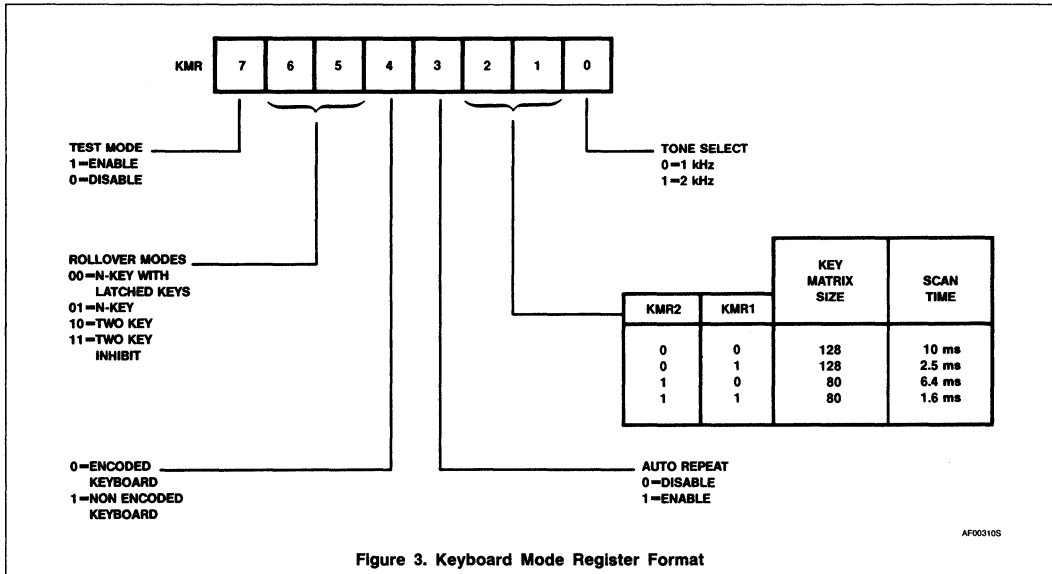 KMR 7 6 5 4 3 2 1 0
TEST MODE
1=ENABLE
0=DISABLE
TONE SELECT
0=1 kHz
1=2 kHz
ROLLOVER MODES
00=N-KEY WITH
LATCHED KEYS
01=N-KEY
10=TWO KEY
11=TWO KEY
INHIBIT
KEY
MATRIX
SIZE
SCAN
TIME
KMR2 KMR1
0 0 128 10 ms
0 1 128 2.5 ms
1 0 80 6.4 ms
1 1 80 1.6 ms
0=ENCODED
KEYBOARD
1=NON ENCODED
KEYBOARD
AUTO REPEAT
0=DISABLE
1=ENABLE
AF00310S
Figure 3. Keyboard Mode Register Format